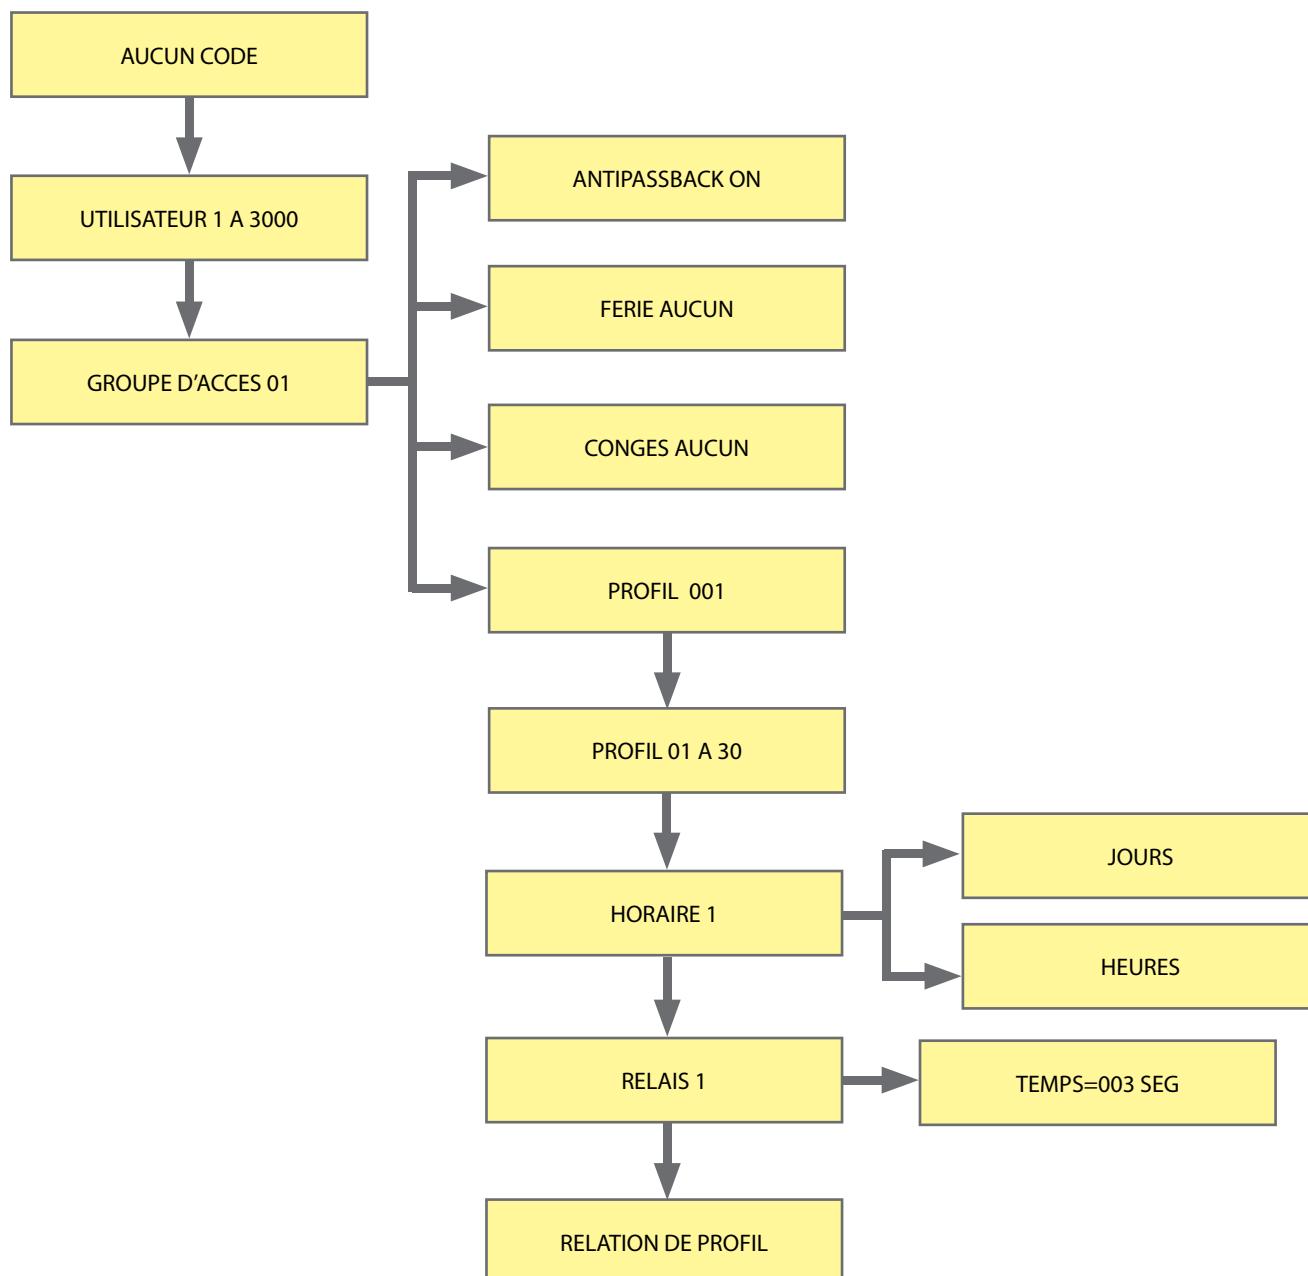 AUCUN CODE
UTILISATEUR 1 A 3000
GROUPE D'ACCES 01
ANTIPASSBACK ON
FERIE AUCUN
CONGES AUCUN
PROFIL 001
PROFIL 01 A 30
HORAIRE 1
JOURS
HEURES
RELAIS 1
TEMPS=003 SEG
RELATION DE PROFIL